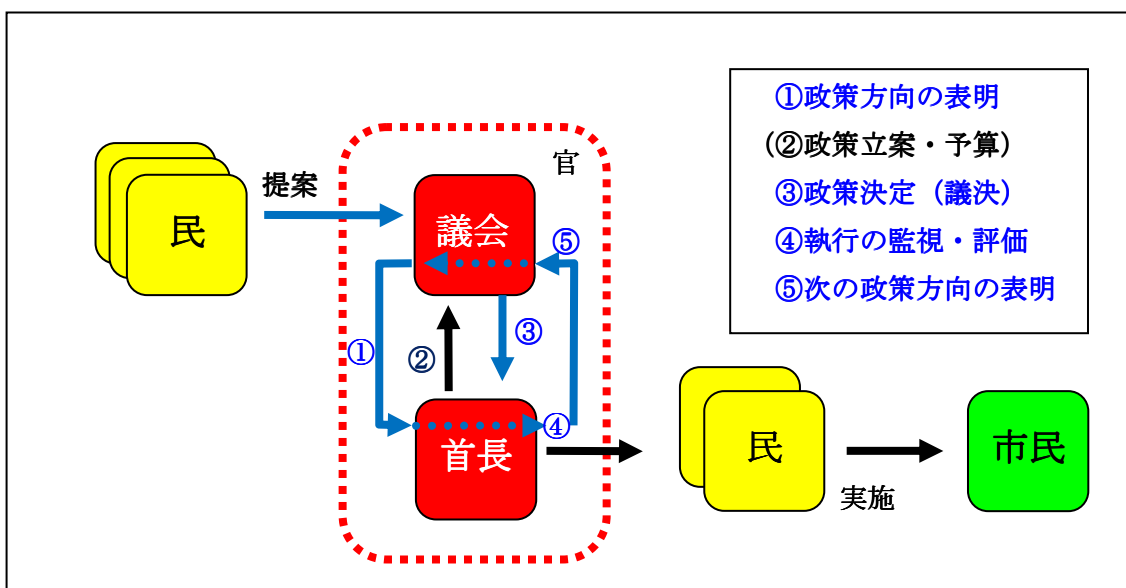 ①政策方向の表明
(②政策立案・予算)
③政策決定（議決）
④執行の監視・評価
⑤次の政策方向の表明
官
提案
民
議会
⑤
③
①
②
④
首長
民
実施
市民